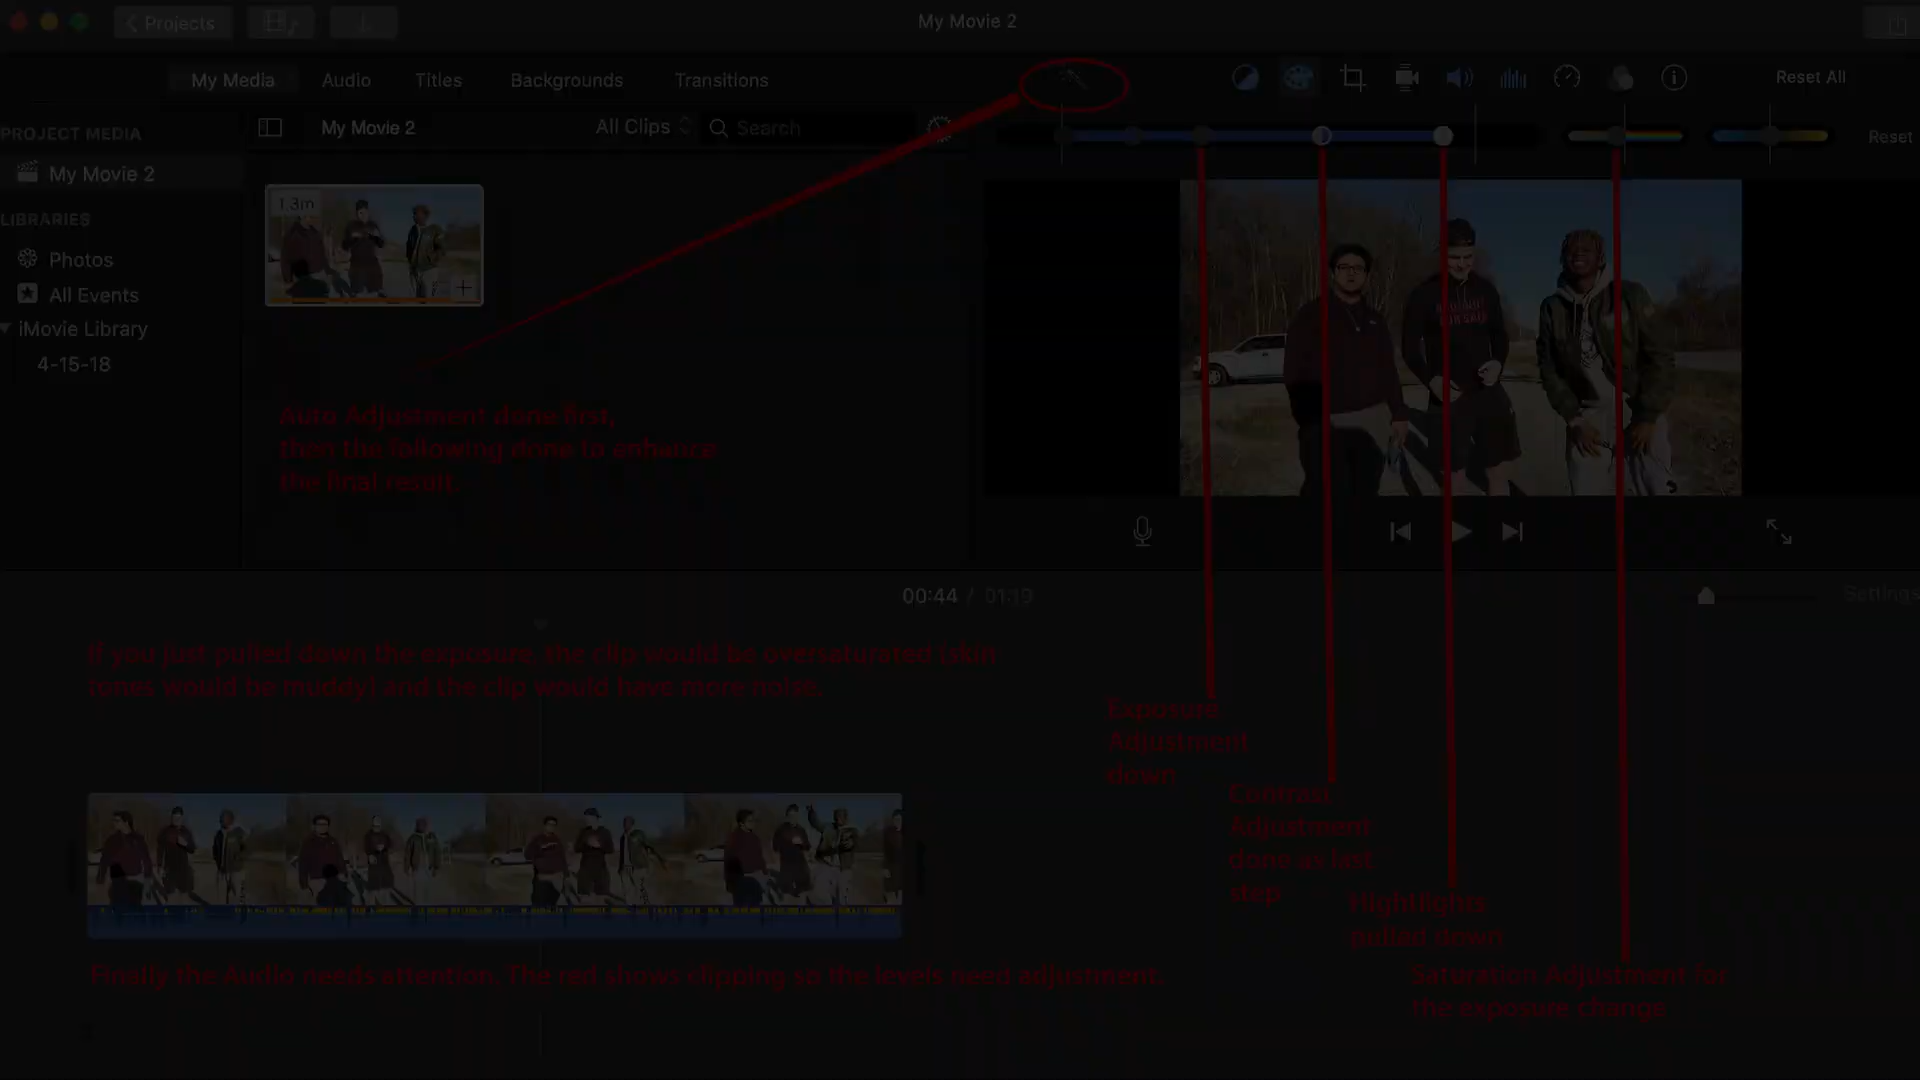 Projects
My Movie 2
My Media
Audio
Titles
Backgrounds
Transitions
Reset All
PROJECT MEDIA
My Movie 2
LIBRARIES
Photos
All Events
iMovie Library
4-15-18
My Movie 2
All Clips
Search
Reset
1.3m
Auto Adjustment done first,
then the following done to enhance
the final result.
00:44 / 01:19
Settings
If you just pulled down the exposure, the clip would be oversaturated (skin
tones would be muddy) and the clip would have more noise.
Exposure
Adjustment
down
Contrast
Adjustment
done as last
step
Hightlights
pulled down
Saturation Adjustment for
the exposure change
Finally the Audio needs attention. The red shows clipping so the levels need adjustment.